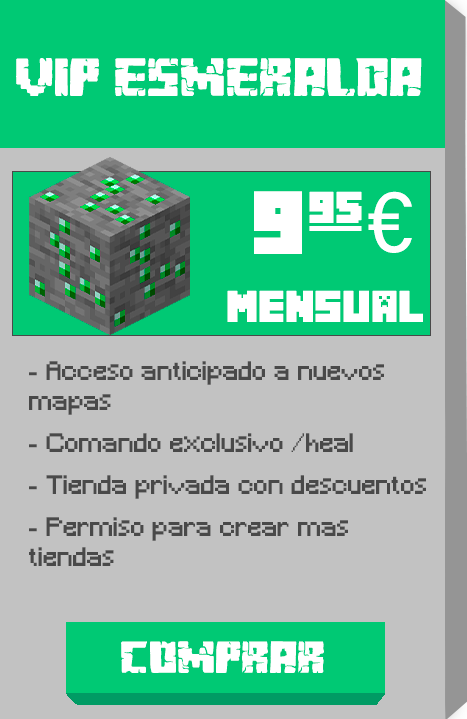 VIP ESMERALDA
9.95€
MENSUAL
- Acceso anticipado a nuevos
mapas
- Comando exclusivo /heal
- Tienda privada con descuentos
- Permiso para crear mas
tiendas
COMPRAR